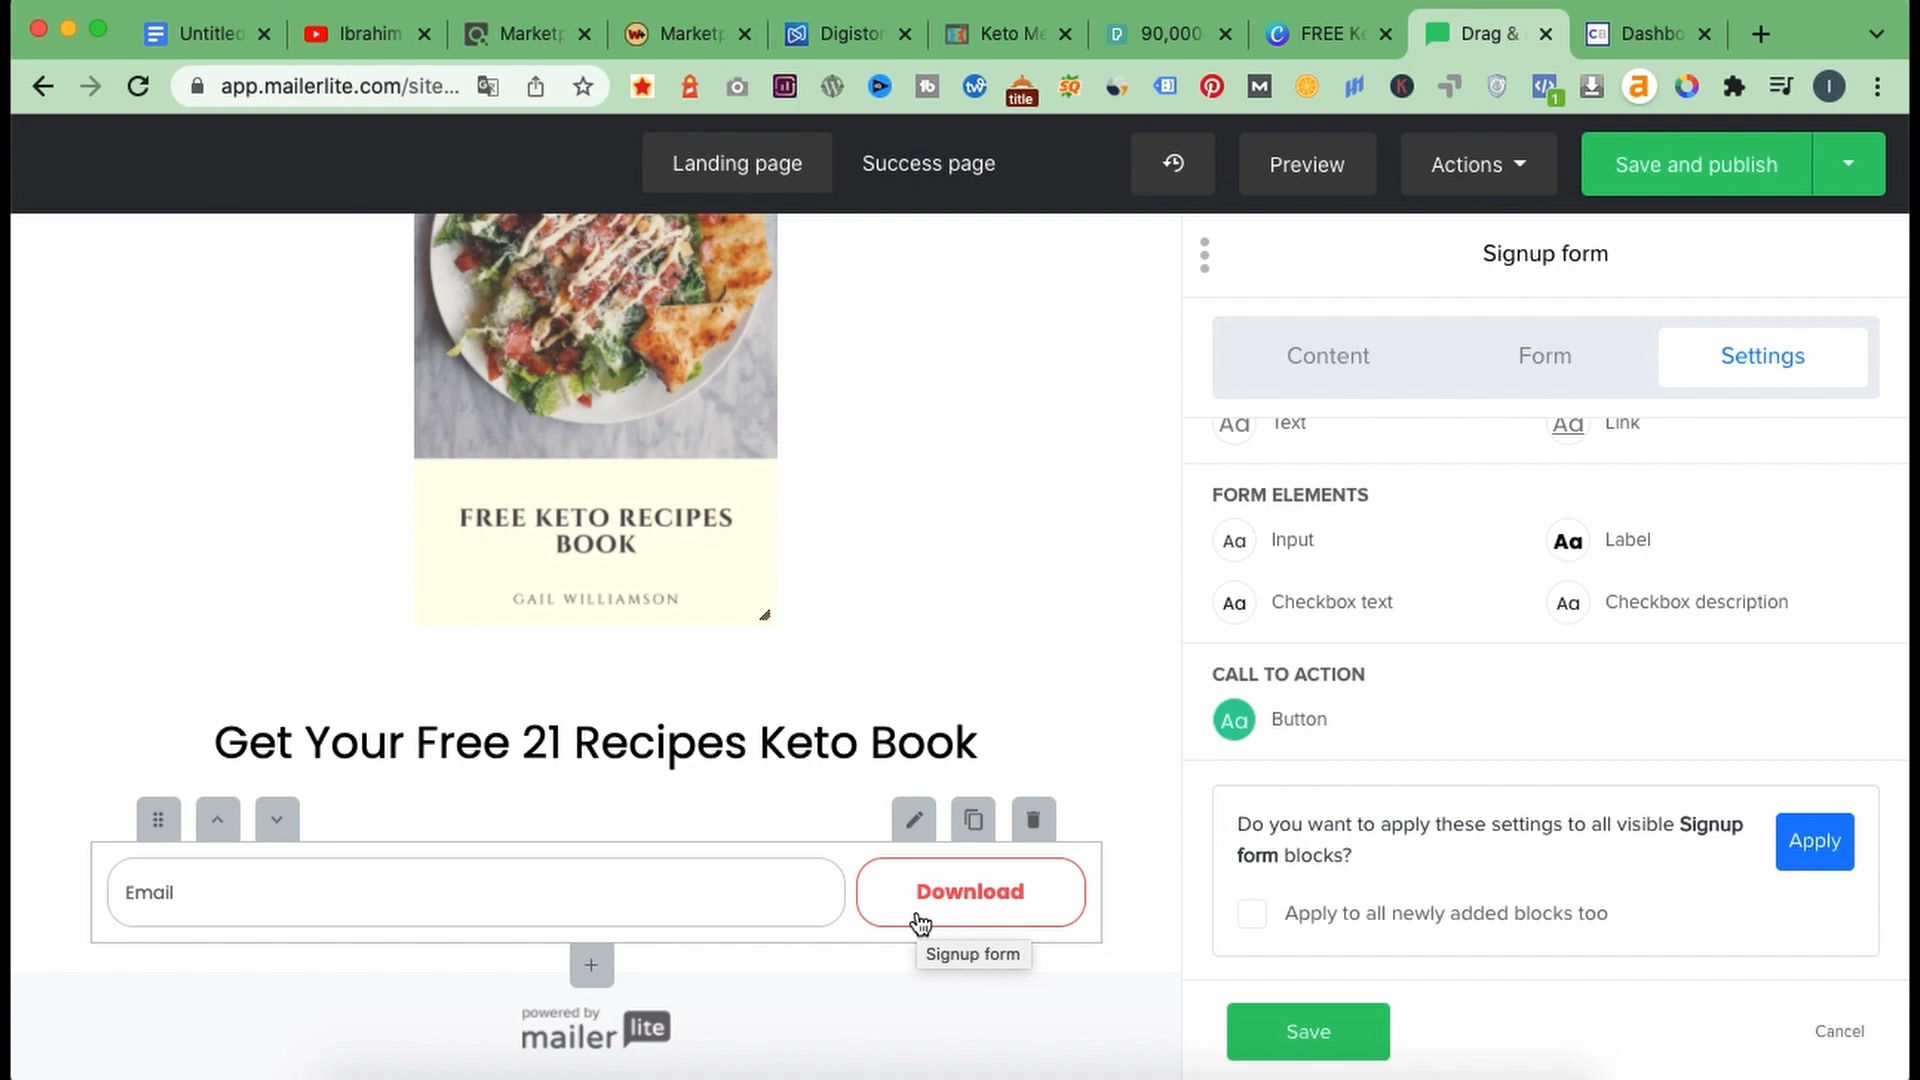 Untitled
Ibrahim
Marketp
Marketp
Digistor
Keto Me
90,000
FREE Ke
Drag &
Dashbo
app.mailerlite.com/site...
title
1
I
Landing page
Success page
Preview
Actions
Save and publish
FREE KETO RECIPES
BOOK
GAIL WILLIAMSON
Get Your Free 21 Recipes Keto Book
Email
Download
Signup form
powered by
mailer lite
Signup form
Content
Form
Settings
Aa Text
Aa Link
FORM ELEMENTS
Aa Input
Aa Label
Aa Checkbox text
Aa Checkbox description
CALL TO ACTION
Aa Button
Do you want to apply these settings to all visible Signup
form blocks?
Apply
Apply to all newly added blocks too
Save
Cancel